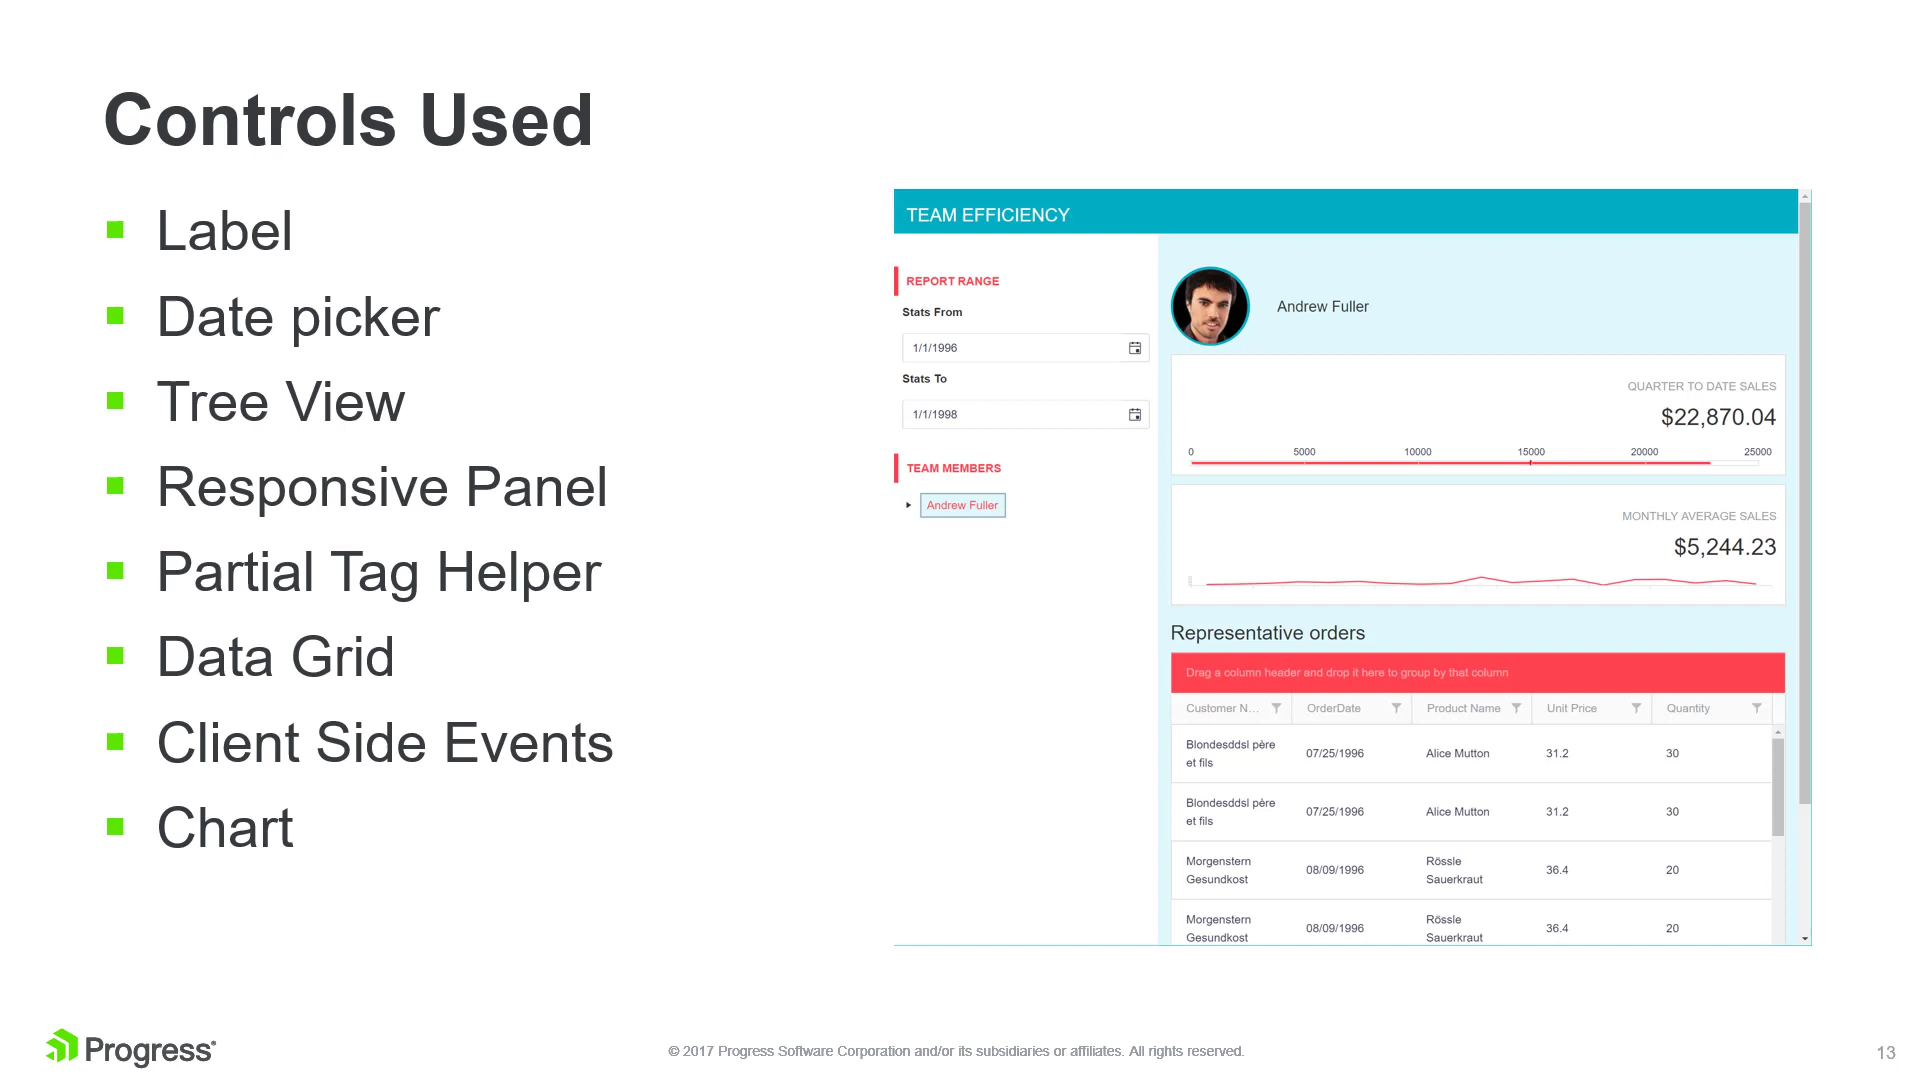 Controls Used
Label
Date picker
Tree View
Responsive Panel
Partial Tag Helper
Data Grid
Client Side Events
Chart
TEAM EFFICIENCY
REPORT RANGE
Stats From
1/1/1996
Stats To
1/1/1998
TEAM MEMBERS
Andrew Fuller
Andrew Fuller
QUARTER TO DATE SALES
$22,870.04
0 5000 10000 15000 20000 25000
MONTHLY AVERAGE SALES
$5,244.23
Representative orders
Drag a column header and drop it here to group by that column
Customer N... OrderDate Product Name Unit Price Quantity
Blondesddsl père
et fils
07/25/1996 Alice Mutton 31.2 30
Blondesddsl père
et fils
07/25/1996 Alice Mutton 31.2 30
Morgenstern
Gesundkost
08/09/1996
Rössle
Sauerkraut
36.4 20
Morgenstern
Gesundkost
08/09/1996
Rössle
Sauerkraut
36.4 20
Progress
© 2017 Progress Software Corporation and/or its subsidiaries or affiliates. All rights reserved.
13